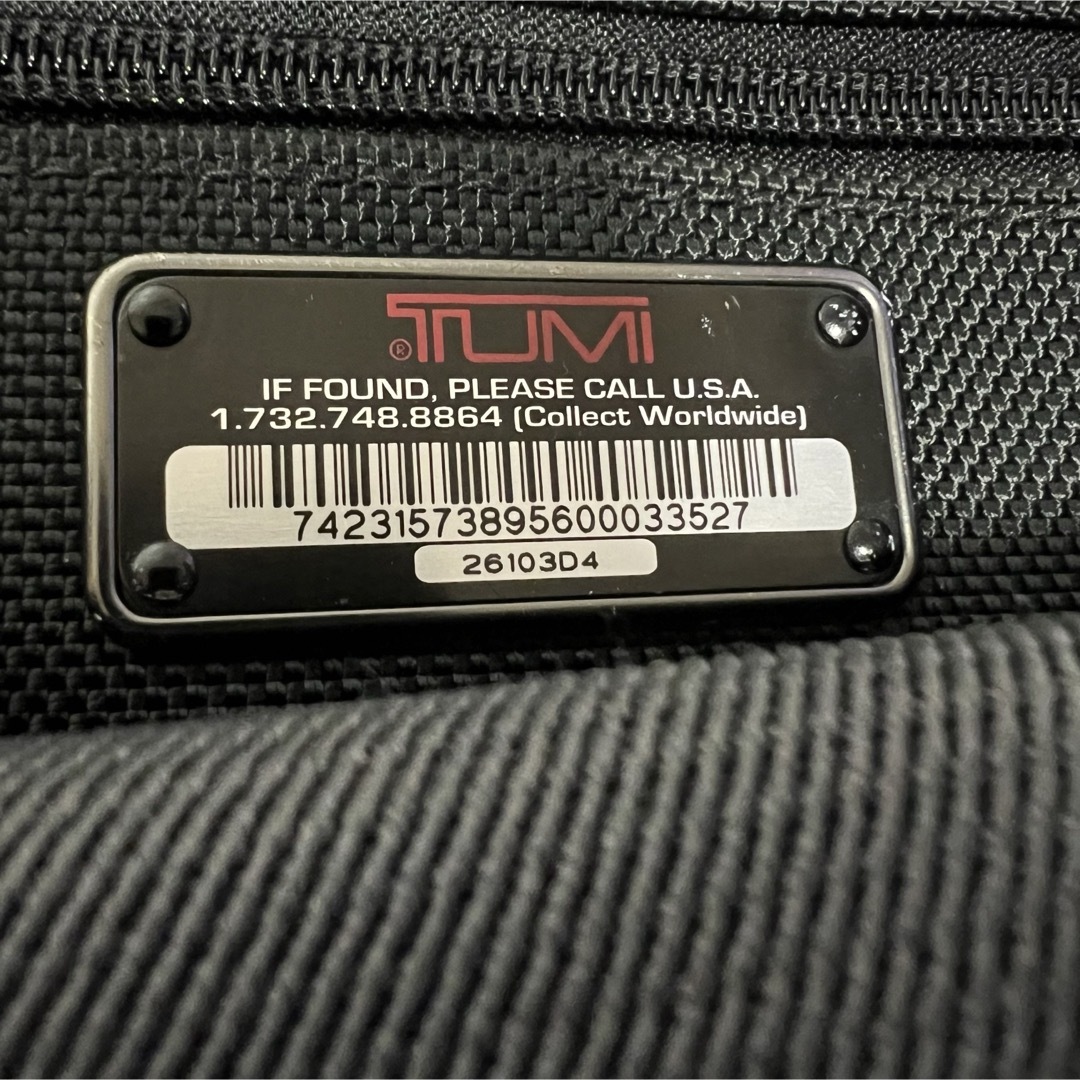 TUMI®
IF FOUND, PLEASE CALL U.S.A.
1.732.748.8864 (Collect Worldwide)
74231573895600033527
26103D4